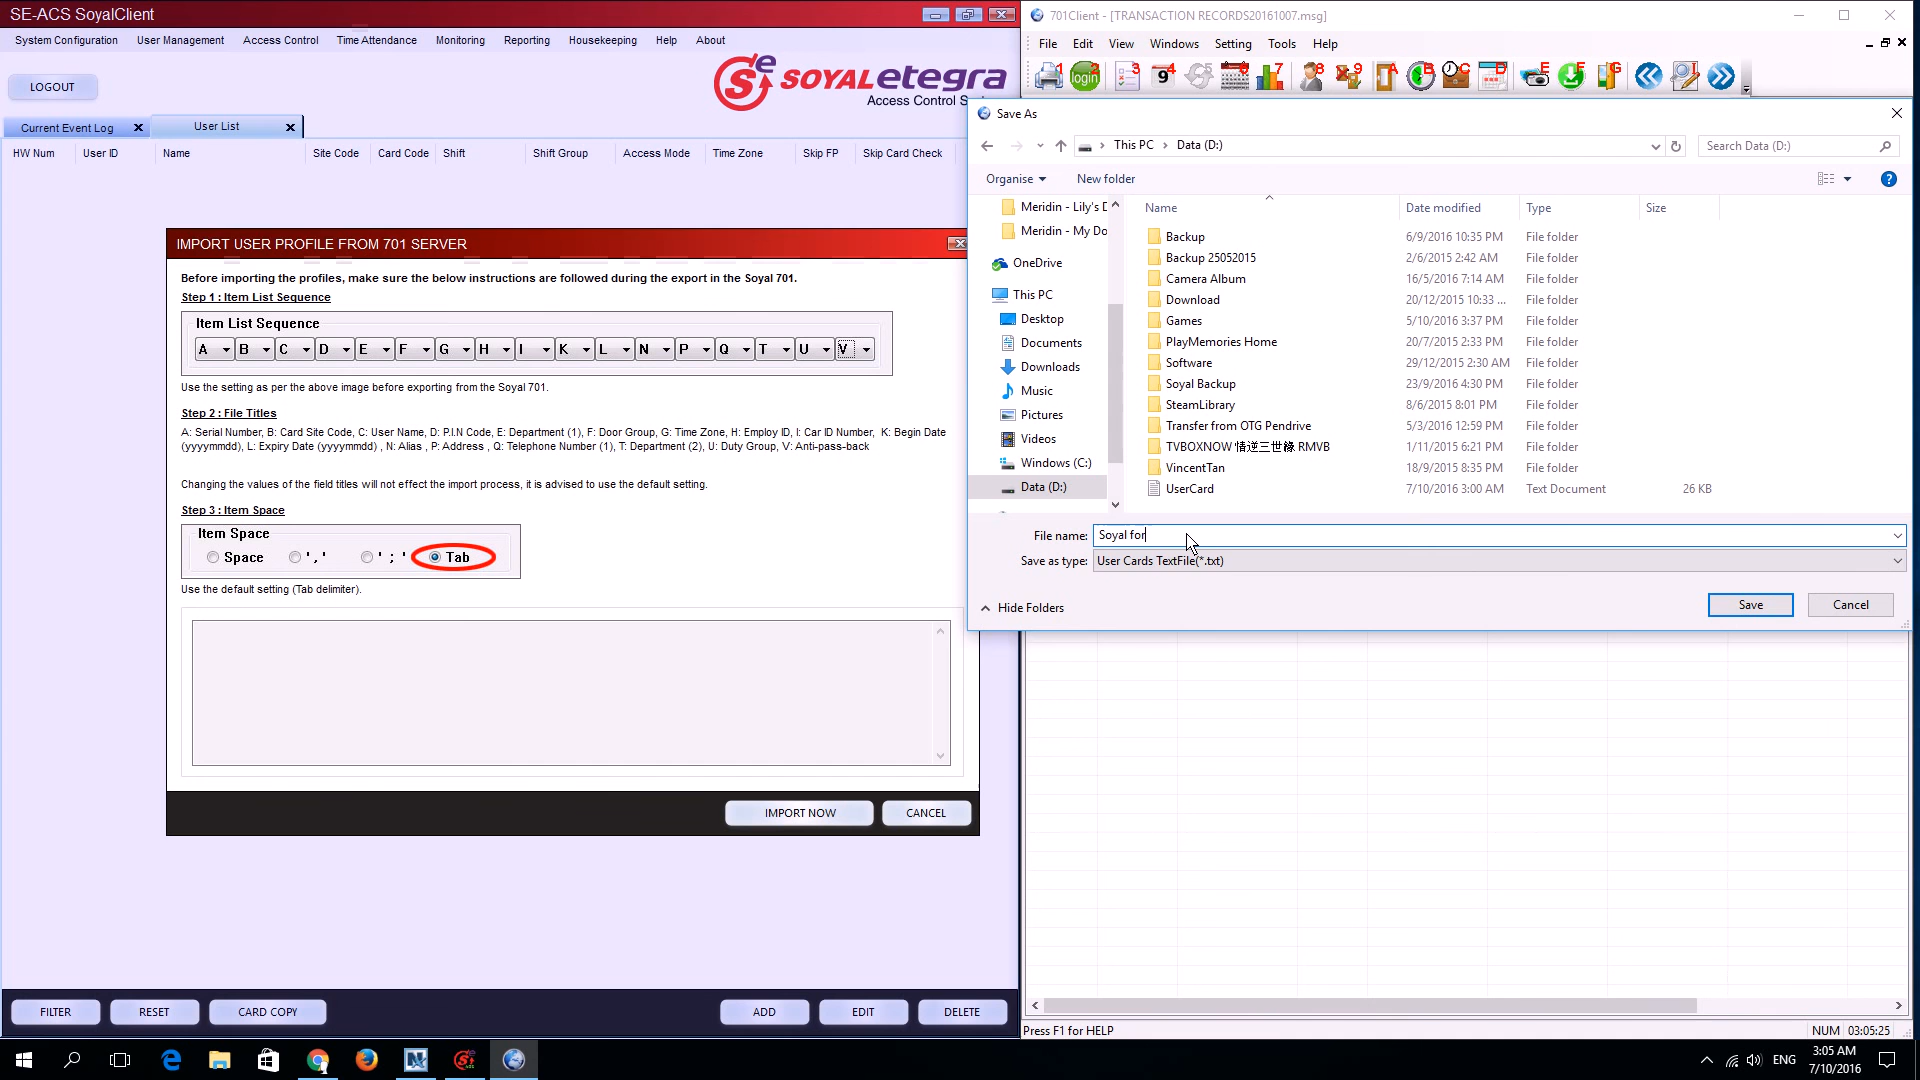 SE-ACS SoyalClient
System Configuration User Management Access Control Time Attendance Monitoring Reporting Housekeeping Help About
LOGOUT
SOYALetegra
Current Event Log User List
HW Num User ID Name Site Code Card Code Shift Shift Group Access Mode Time Zone Skip FP Skip Card Check
IMPORT USER PROFILE FROM 701 SERVER
Before importing the profiles, make sure the below instructions are followed during the export in the Soyal 701.
Step 1 : Item List Sequence
Item List Sequence
A B C D E F G H I K L N P Q T U V
Use the setting as per the above image before exporting from the Soyal 701.
Step 2 : File Titles
A: Serial Number, B: Card Site Code, C: User Name, D: P.I.N Code, E: Department (1), F: Door Group, G: Time Zone, H: Employ ID, I: Car ID Number, K: Begin Date
(yyyymmdd), L: Expiry Date (yyyymmdd) , N: Alias , P: Address , Q: Telephone Number (1), T: Department (2), U: Duty Group, V: Anti-pass-back
Changing the values of the field titles will not effect the import process, it is advised to use the default setting.
Step 3 : Item Space
Item Space
Space ',' ';' Tab
Use the default setting (Tab delimiter).
IMPORT NOW CANCEL
FILTER RESET CARD COPY ADD EDIT DELETE
701Client - [TRANSACTION RECORDS20161007.msg]
File Edit View Windows Setting Tools Help
Save As
This PC Data (D:) Search Data (D:)
Organise New folder
Meridin - Lily's D
Meridin - My Do
OneDrive
This PC
Desktop
Documents
Downloads
Music
Pictures
Videos
Windows (C:)
Data (D:)
Name Date modified Type Size
Backup 6/9/2016 10:35 PM File folder
Backup 25052015 2/6/2015 2:42 AM File folder
Camera Album 16/5/2016 7:14 AM File folder
Download 20/12/2015 10:33 ... File folder
Games 5/10/2016 3:37 PM File folder
PlayMemories Home 20/7/2015 2:33 PM File folder
Software 29/12/2015 2:30 AM File folder
Soyal Backup 23/9/2016 4:30 PM File folder
SteamLibrary 8/6/2015 8:01 PM File folder
Transfer from OTG Pendrive 5/3/2016 12:59 PM File folder
TVBOXNOW 情逆三世緣 RMVB 1/11/2015 6:21 PM File folder
VincentTan 18/9/2015 8:35 PM File folder
UserCard 7/10/2016 3:00 AM Text Document 26 KB
File name: Soyal for
Save as type: User Cards TextFile(*.txt)
Hide Folders Save Cancel
Press F1 for HELP NUM 03:05:25
ENG 3:05 AM
7/10/2016